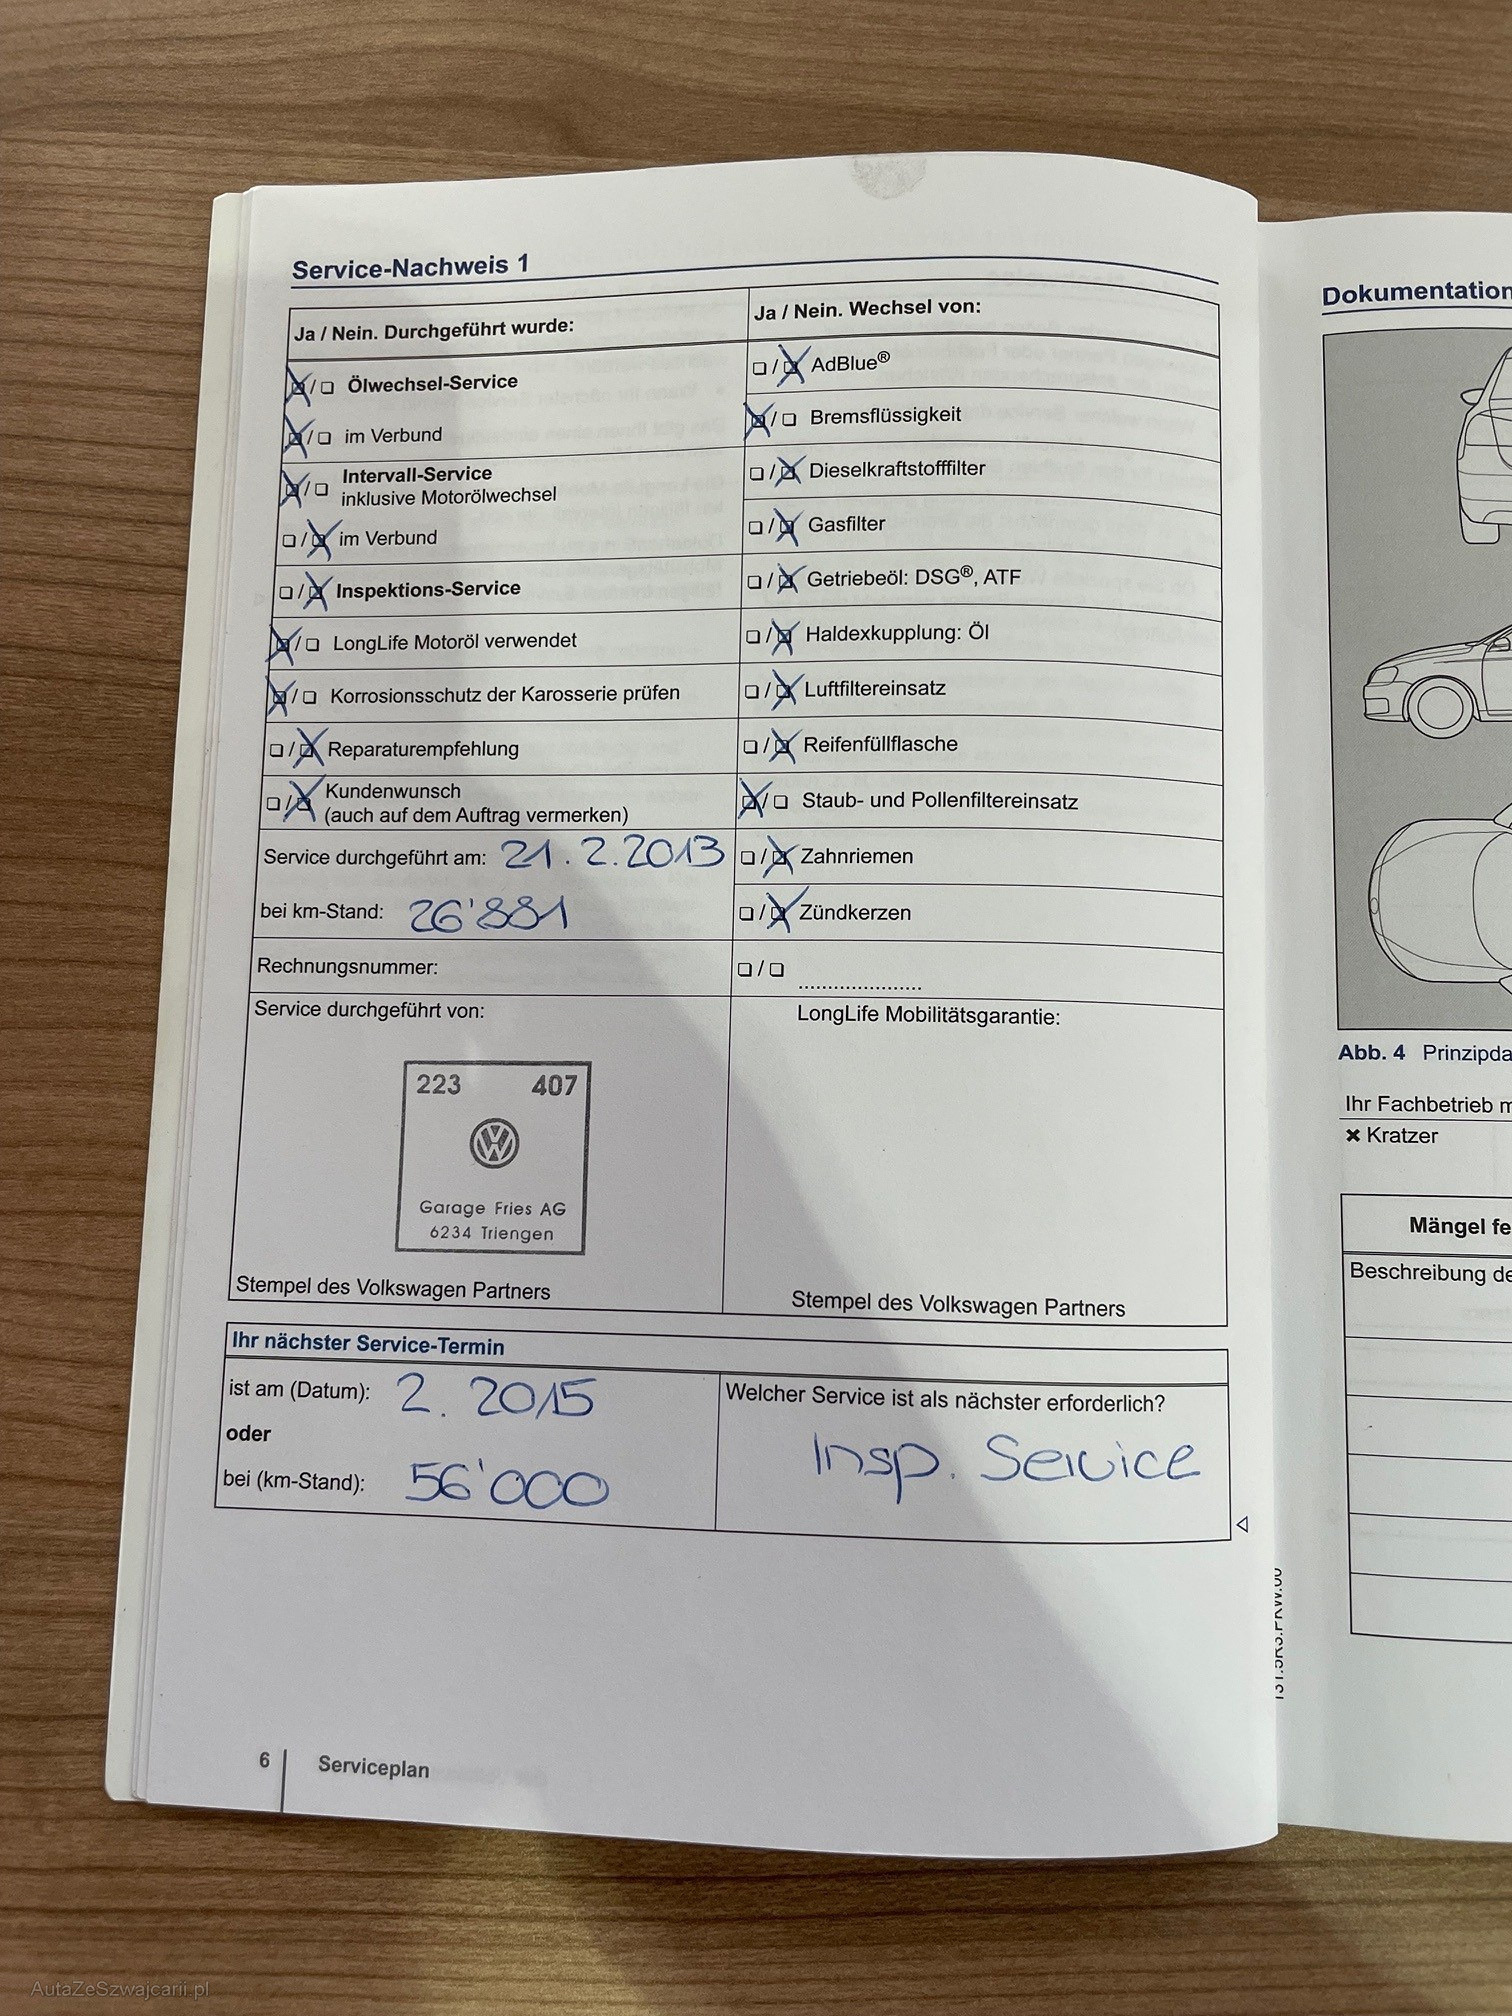 Service-Nachweis 1
Ja / Nein. Durchgeführt wurde:
Ölwechsel-Service
im Verbund
Intervall-Service
inklusive Motorölwechsel
im Verbund
Inspektions-Service
LongLife Motoröl verwendet
Korrosionsschutz der Karosserie prüfen
Reparaturempfehlung
Kundenwunsch
(auch auf dem Auftrag vermerken)
Service durchgeführt am: 21.2.2013
bei km-Stand: 26'881
Rechnungsnummer:
Service durchgeführt von:
223 407
Garage Fries AG
6234 Triengen
Stempel des Volkswagen Partners
Ja / Nein. Wechsel von:
AdBlue®
Bremsflüssigkeit
Dieselkraftstofffilter
Gasfilter
Getriebeöl: DSG®, ATF
Haldexkupplung: Öl
Luftfiltereinsatz
Reifenfüllflasche
Staub- und Pollenfiltereinsatz
Zahnriemen
Zündkerzen
......................
LongLife Mobilitätsgarantie:
Stempel des Volkswagen Partners
Ihr nächster Service-Termin
ist am (Datum): 2. 2015
oder
bei (km-Stand): 56'000
Welcher Service ist als nächster erforderlich?
Insp. Service
6 Serviceplan
Dokumentation
Abb. 4 Prinzipda
Ihr Fachbetrieb m
✖ Kratzer
Mängel fe
Beschreibung de
AutaZeSzwajcarii.pl